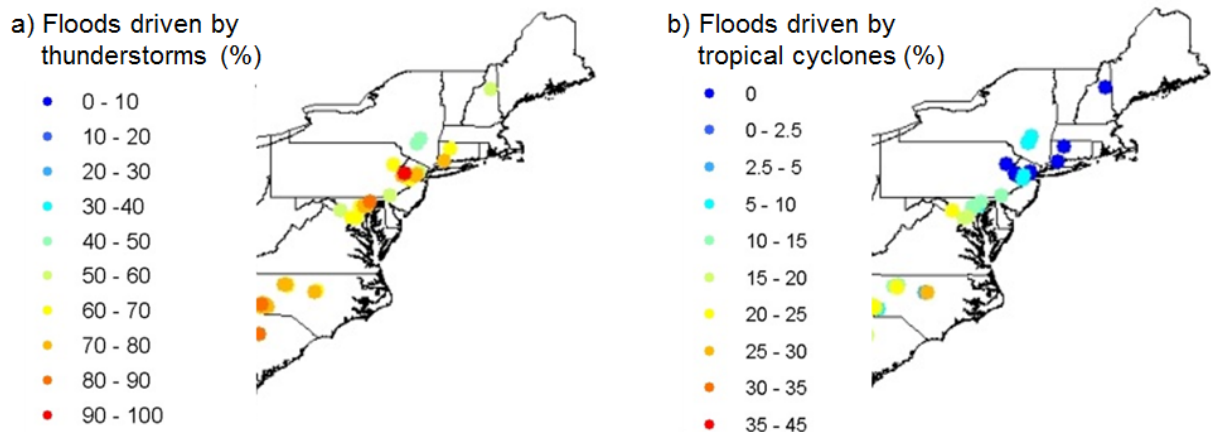 a) Floods driven by
thunderstorms (%)
0 - 10
10 - 20
20 - 30
30 -40
40 - 50
50 - 60
60 - 70
70 - 80
80 - 90
90 - 100
b) Floods driven by
tropical cyclones (%)
0
0 - 2.5
2.5 - 5
5 - 10
10 - 15
15 - 20
20 - 25
25 - 30
30 - 35
35 - 45